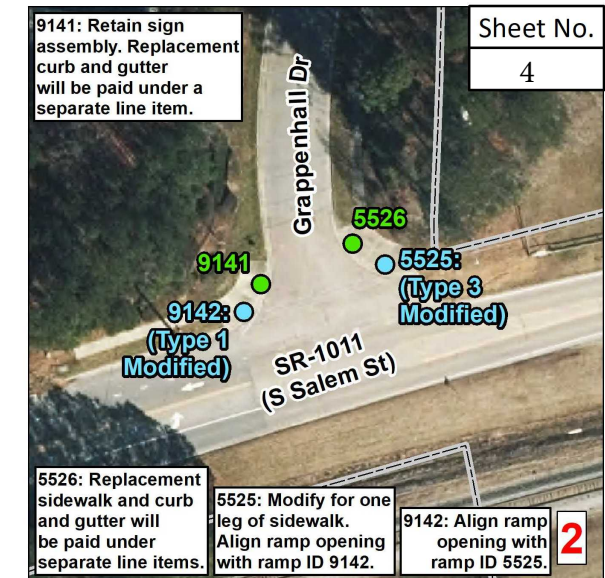 9141: Retain sign
assembly. Replacement
curb and gutter
will be paid under a
separate line item.
Sheet No.
4
Grappenhall Dr
5526
9141
5525:
(Type 3
Modified)
9142:
(Type 1
Modified)
SR-1011
(S Salem St)
5526: Replacement
sidewalk and curb
and gutter will
be paid under
separate line items.
5525: Modify for one
leg of sidewalk.
Align ramp opening
with ramp ID 9142.
9142: Align ramp
opening with
ramp ID 5525.
2